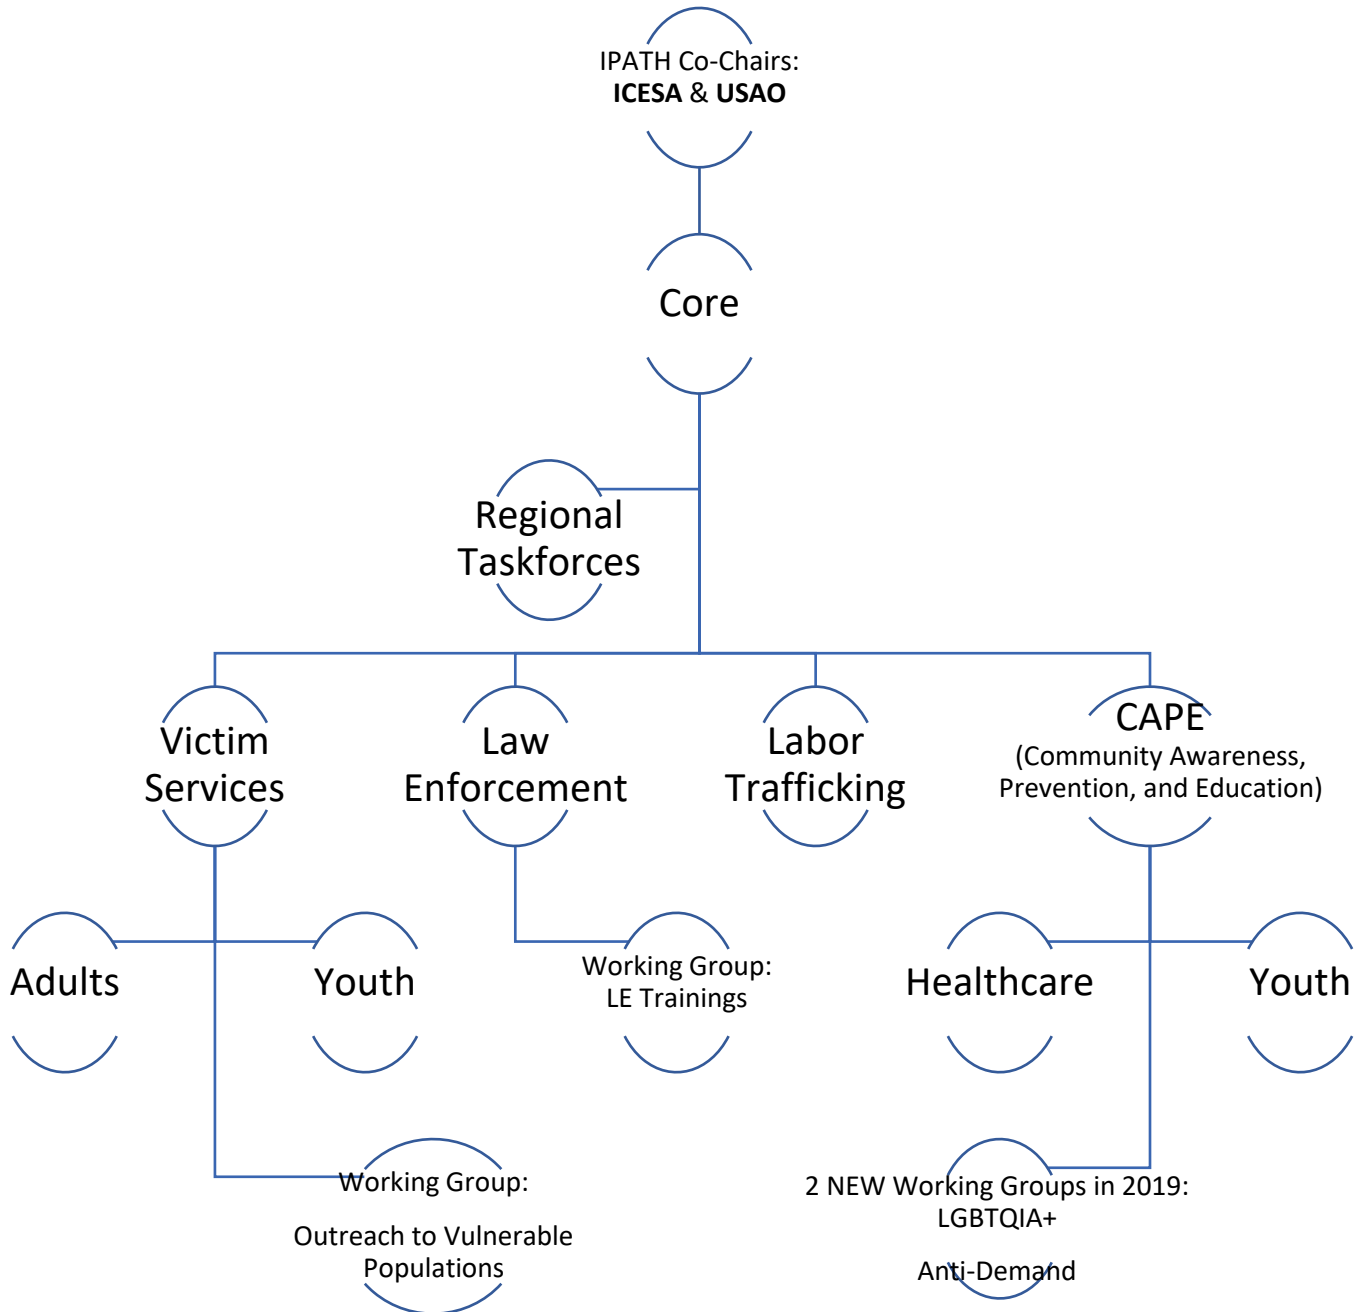 IPATH Co-Chairs:
ICESA & USAO
Core
Regional
Taskforces
Victim
Services
Law
Enforcement
Labor
Trafficking
CAPE
(Community Awareness,
Prevention, and Education)
Adults
Youth
Working Group:
LE Trainings
Healthcare
Youth
Working Group:
Outreach to Vulnerable
Populations
2 NEW Working Groups in 2019:
LGBTQIA+
Anti-Demand